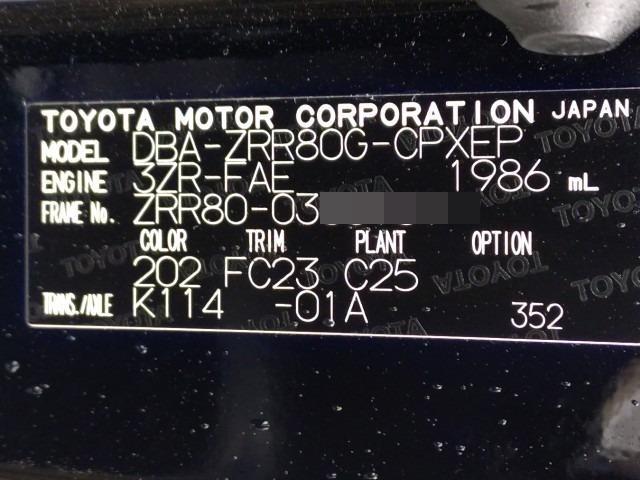 TOYOTA MOTOR CORPORATION JAPAN
MODEL DBA-ZRR80G-CPXEP
ENGINE 3ZR-FAE 1986 mL
FRAME No. ZRR80-03
COLOR TRIM PLANT OPTION
202 FC23 C25
TRANS./AXLE K114 -01A 352